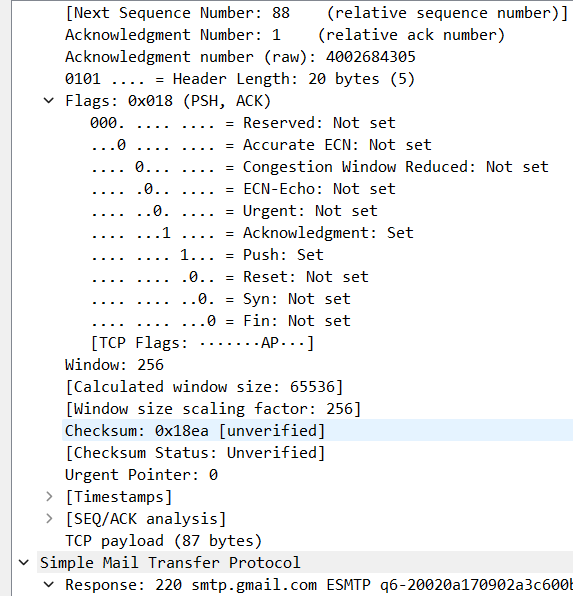 [Next Sequence Number: 88    (relative sequence number)]
Acknowledgment Number: 1    (relative ack number)
Acknowledgment number (raw): 4002684305
0101 .... = Header Length: 20 bytes (5)
Flags: 0x018 (PSH, ACK)
000. .... .... = Reserved: Not set
...0 .... .... = Accurate ECN: Not set
.... 0... .... = Congestion Window Reduced: Not set
.... .0.. .... = ECN-Echo: Not set
.... ..0. .... = Urgent: Not set
.... ...1 .... = Acknowledgment: Set
.... .... 1... = Push: Set
.... .... .0.. = Reset: Not set
.... .... ..0. = Syn: Not set
.... .... ...0 = Fin: Not set
[TCP Flags: ·······AP···]
Window: 256
[Calculated window size: 65536]
[Window size scaling factor: 256]
Checksum: 0x18ea [unverified]
[Checksum Status: Unverified]
Urgent Pointer: 0
[Timestamps]
[SEQ/ACK analysis]
TCP payload (87 bytes)
Simple Mail Transfer Protocol
Response: 220 smtp.gmail.com ESMTP q6-20020a170902a3c600b